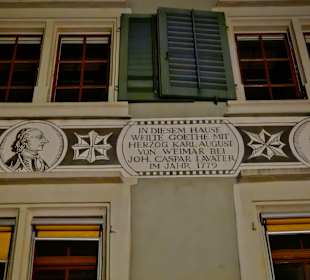 IN DIESEM HAUSE
WEILTE GOETHE MIT
HERZOG KARL AUGUST
VON WEIMAR BEI
JOH. CASPAR LAVATER
IM JAHR 1779